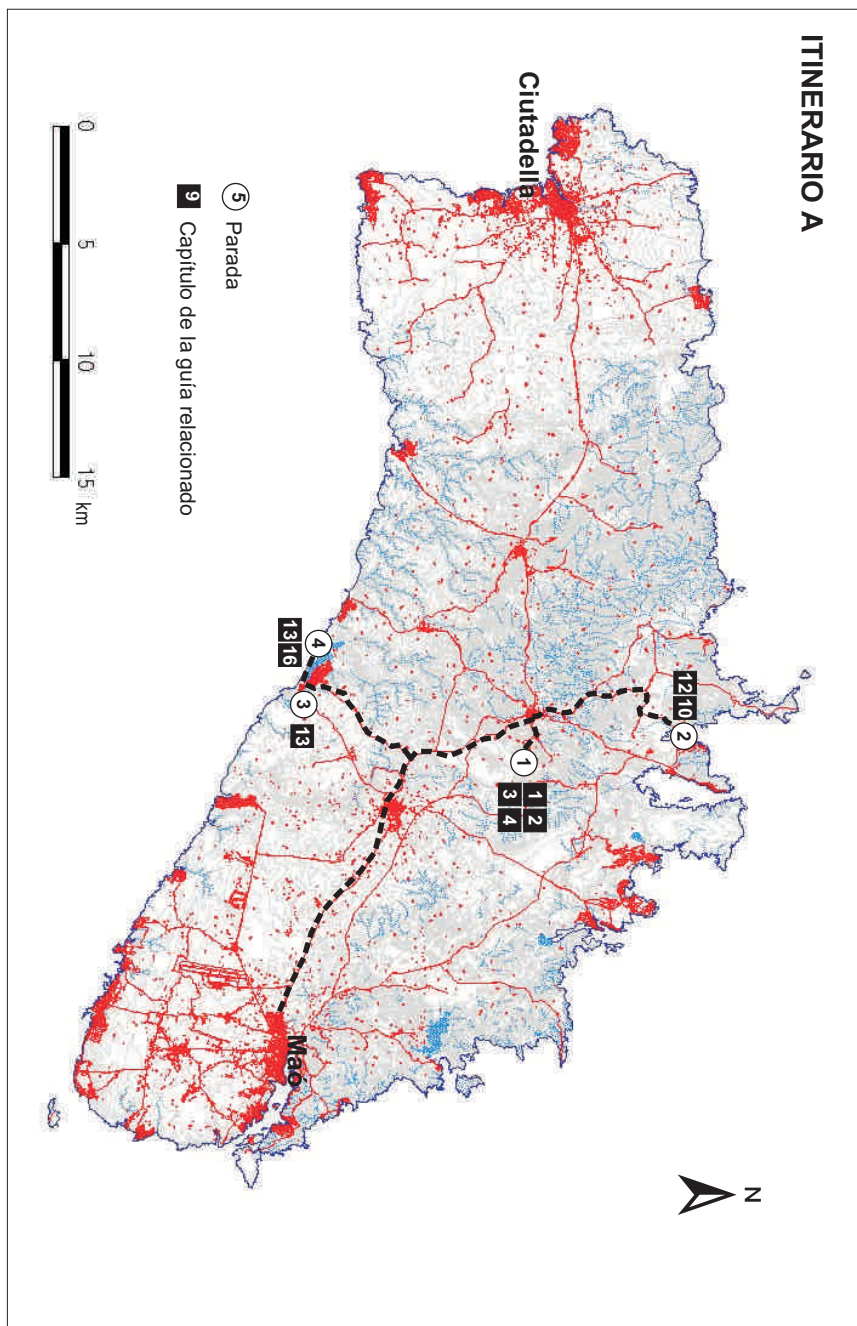 ITINERARIO A
N
12 10
2
Ciutadella
1
1 2
3 4
4
13 16
3
13
Maó
5 Parada
9 Capítulo de la guía relacionado
0 5 10 15 km